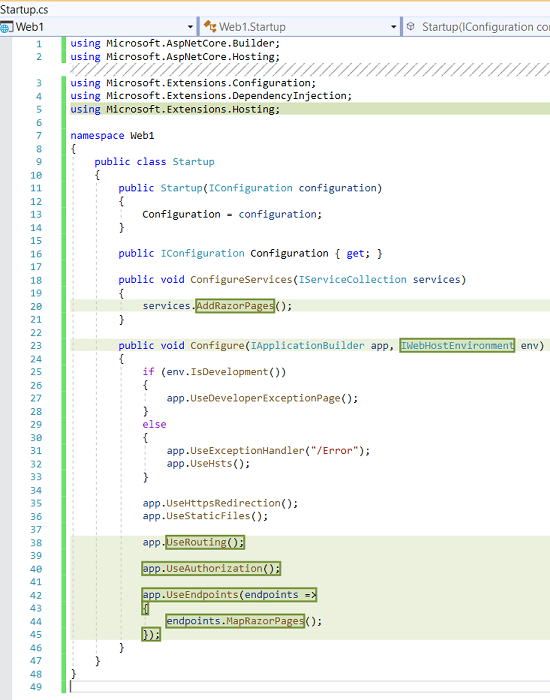 Startup.cs
Web1 Web1.Startup Startup(IConfiguration con
1 using Microsoft.AspNetCore.Builder;
2 using Microsoft.AspNetCore.Hosting;
3 using Microsoft.Extensions.Configuration;
4 using Microsoft.Extensions.DependencyInjection;
5 using Microsoft.Extensions.Hosting;
6
7 namespace Web1
8 {
9 public class Startup
10 {
11 public Startup(IConfiguration configuration)
12 {
13 Configuration = configuration;
14 }
15
16 public IConfiguration Configuration { get; }
17
18 public void ConfigureServices(IServiceCollection services)
19 {
20 services.AddRazorPages();
21 }
22
23 public void Configure(IApplicationBuilder app, IWebHostEnvironment env)
24 {
25 if (env.IsDevelopment())
26 {
27 app.UseDeveloperExceptionPage();
28 }
29 else
30 {
31 app.UseExceptionHandler("/Error");
32 app.UseHsts();
33 }
34
35 app.UseHttpsRedirection();
36 app.UseStaticFiles();
37
38 app.UseRouting();
39
40 app.UseAuthorization();
41
42 app.UseEndpoints(endpoints =>
43 {
44 endpoints.MapRazorPages();
45 });
46 }
47 }
48 }
49